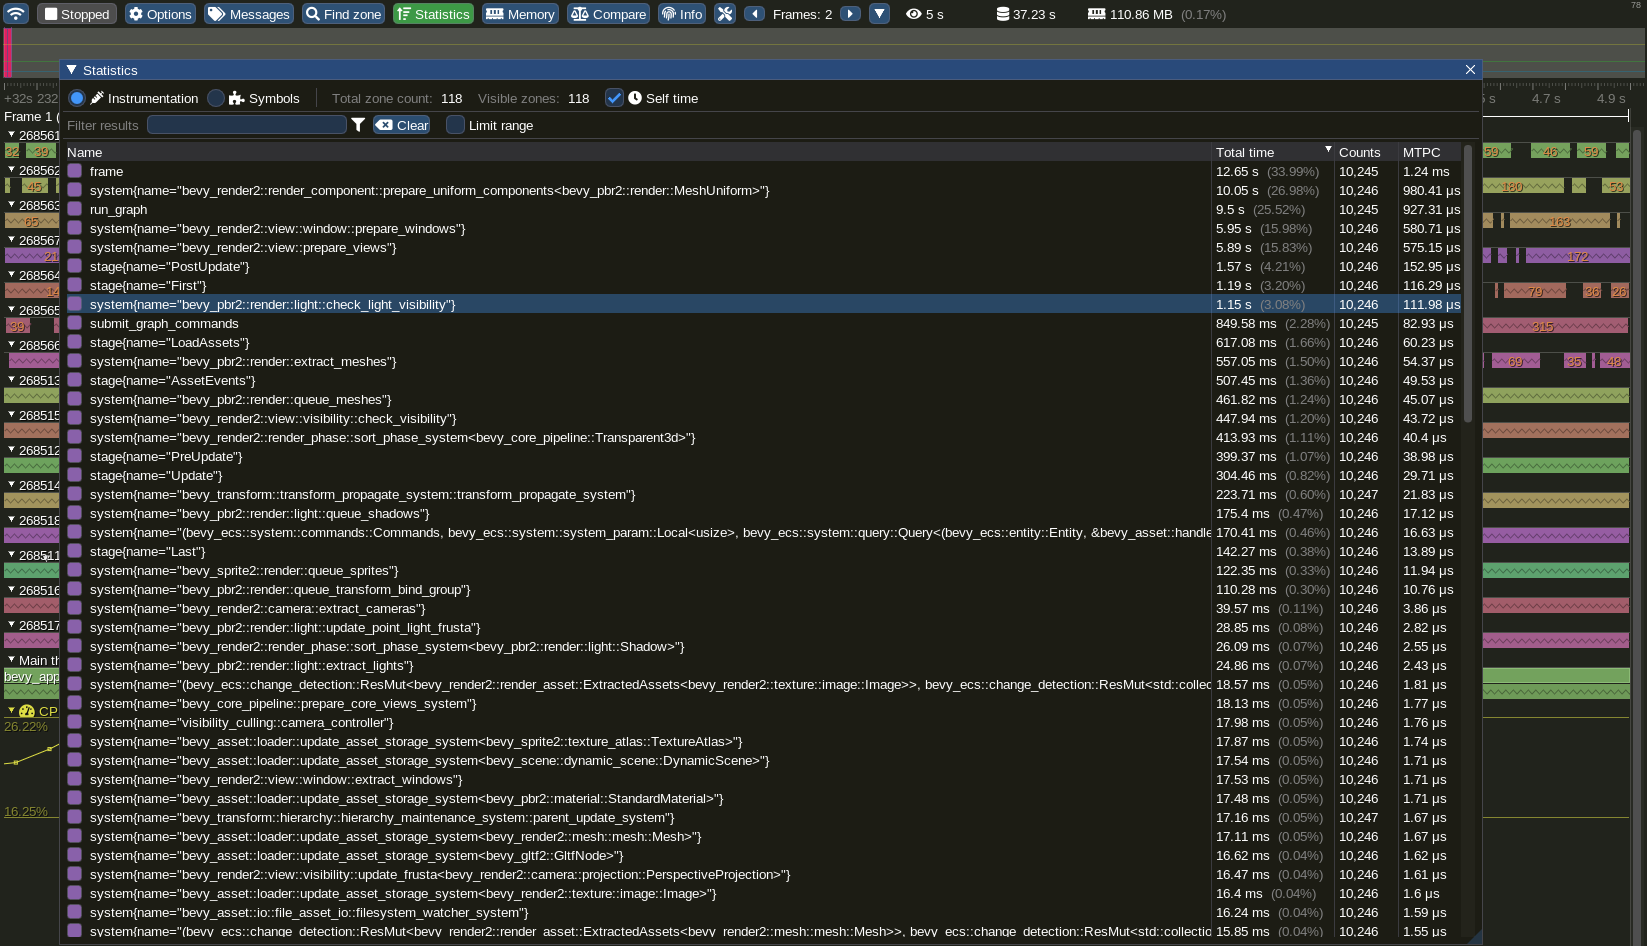 Stopped Options Messages Find zone Statistics Memory Compare Info Frames: 2 5 s 37.23 s 110.86 MB (0.17%) 78
Statistics
+32s 232 4.7 s 4.9 s
Instrumentation Symbols Total zone count: 118 Visible zones: 118 Self time
Frame 1 (
Filter results Clear Limit range
Name Total time Counts MTPC
frame 12.65 s (33.99%) 10,245 1.24 ms
system{name="bevy_render2::render_component::prepare_uniform_components<bevy_pbr2::render::MeshUniform>"} 10.05 s (26.98%) 10,246 980.41 μs
run_graph 9.5 s (25.52%) 10,245 927.31 μs
system{name="bevy_render2::view::window::prepare_windows"} 5.95 s (15.98%) 10,246 580.71 μs
system{name="bevy_render2::view::prepare_views"} 5.89 s (15.83%) 10,246 575.15 μs
stage{name="PostUpdate"} 1.57 s (4.21%) 10,246 152.95 μs
stage{name="First"} 1.19 s (3.20%) 10,246 116.29 μs
system{name="bevy_pbr2::render::light::check_light_visibility"} 1.15 s (3.08%) 10,246 111.98 μs
submit_graph_commands 849.58 ms (2.28%) 10,245 82.93 μs
stage{name="LoadAssets"} 617.08 ms (1.66%) 10,246 60.23 μs
system{name="bevy_pbr2::render::extract_meshes"} 557.05 ms (1.50%) 10,246 54.37 μs
stage{name="AssetEvents"} 507.45 ms (1.36%) 10,246 49.53 μs
system{name="bevy_pbr2::render::queue_meshes"} 461.82 ms (1.24%) 10,246 45.07 μs
system{name="bevy_render2::view::visibility::check_visibility"} 447.94 ms (1.20%) 10,246 43.72 μs
system{name="bevy_render2::render_phase::sort_phase_system<bevy_core_pipeline::Transparent3d>"} 413.93 ms (1.11%) 10,246 40.4 μs
stage{name="PreUpdate"} 399.37 ms (1.07%) 10,246 38.98 μs
stage{name="Update"} 304.46 ms (0.82%) 10,246 29.71 μs
system{name="bevy_transform::transform_propagate_system::transform_propagate_system"} 223.71 ms (0.60%) 10,247 21.83 μs
system{name="bevy_pbr2::render::light::queue_shadows"} 175.4 ms (0.47%) 10,246 17.12 μs
system{name="(bevy_ecs::system::commands::Commands, bevy_ecs::system::system_param::Local<usize>, bevy_ecs::system::query::Query<(bevy_ecs::entity::Entity, &bevy_asset::handle 170.41 ms (0.46%) 10,246 16.63 μs
stage{name="Last"} 142.27 ms (0.38%) 10,246 13.89 μs
system{name="bevy_sprite2::render::queue_sprites"} 122.35 ms (0.33%) 10,246 11.94 μs
system{name="bevy_pbr2::render::queue_transform_bind_group"} 110.28 ms (0.30%) 10,246 10.76 μs
system{name="bevy_render2::camera::extract_cameras"} 39.57 ms (0.11%) 10,246 3.86 μs
system{name="bevy_pbr2::render::light::update_point_light_frusta"} 28.85 ms (0.08%) 10,246 2.82 μs
system{name="bevy_render2::render_phase::sort_phase_system<bevy_pbr2::render::light::Shadow>"} 26.09 ms (0.07%) 10,246 2.55 μs
system{name="bevy_pbr2::render::light::extract_lights"} 24.86 ms (0.07%) 10,246 2.43 μs
system{name="(bevy_ecs::change_detection::ResMut<bevy_render2::render_asset::ExtractedAssets<bevy_render2::texture::image::Image>>, bevy_ecs::change_detection::ResMut<std::collec 18.57 ms (0.05%) 10,246 1.81 μs
system{name="bevy_core_pipeline::prepare_core_views_system"} 18.13 ms (0.05%) 10,246 1.77 μs
system{name="visibility_culling::camera_controller"} 17.98 ms (0.05%) 10,246 1.76 μs
system{name="bevy_asset::loader::update_asset_storage_system<bevy_sprite2::texture_atlas::TextureAtlas>"} 17.87 ms (0.05%) 10,246 1.74 μs
system{name="bevy_asset::loader::update_asset_storage_system<bevy_scene::dynamic_scene::DynamicScene>"} 17.54 ms (0.05%) 10,246 1.71 μs
system{name="bevy_render2::view::window::extract_windows"} 17.53 ms (0.05%) 10,246 1.71 μs
system{name="bevy_asset::loader::update_asset_storage_system<bevy_pbr2::material::StandardMaterial>"} 17.48 ms (0.05%) 10,246 1.71 μs
system{name="bevy_transform::hierarchy::hierarchy_maintenance_system::parent_update_system"} 17.16 ms (0.05%) 10,247 1.67 μs
system{name="bevy_asset::loader::update_asset_storage_system<bevy_render2::mesh::mesh::Mesh>"} 17.11 ms (0.05%) 10,246 1.67 μs
system{name="bevy_asset::loader::update_asset_storage_system<bevy_gltf2::GltfNode>"} 16.62 ms (0.04%) 10,246 1.62 μs
system{name="bevy_render2::view::visibility::update_frusta<bevy_render2::camera::projection::PerspectiveProjection>"} 16.47 ms (0.04%) 10,246 1.61 μs
system{name="bevy_asset::loader::update_asset_storage_system<bevy_render2::texture::image::Image>"} 16.4 ms (0.04%) 10,246 1.6 μs
system{name="bevy_asset::io::file_asset_io::filesystem_watcher_system"} 16.24 ms (0.04%) 10,246 1.59 μs
system{name="(bevy_ecs::change_detection::ResMut<bevy_render2::render_asset::ExtractedAssets<bevy_render2::mesh::mesh::Mesh>>, bevy_ecs::change_detection::ResMut<std::collectio 15.85 ms (0.04%) 10,246 1.55 μs
268561
32 39 59 46 59
268562
45 180 53
268563
65 163
268567
21 172
268564
14 79 36 26
268565
39 315
268566
69 35 48
268513
268515
268512
268514
268518
268511
268516
268517
Main th
bevy_app
CP
26.22%
16.25%